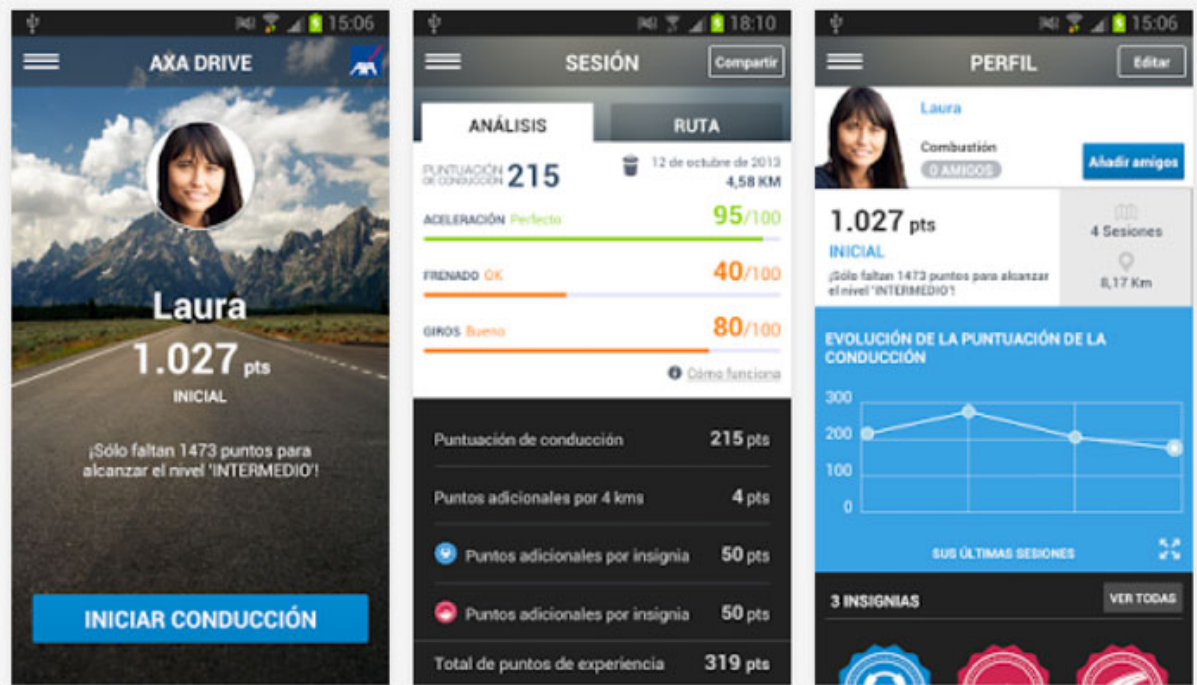 15:06
AXA DRIVE
AXA
Laura
1.027 pts
INICIAL
¡Sólo faltan 1473 puntos para
alcanzar el nivel 'INTERMEDIO'!
INICIAR CONDUCCIÓN
18:10
SESIÓN
Compartir
ANÁLISIS
RUTA
PUNTUACIÓN
DE CONDUCCIÓN 215
12 de octubre de 2013
4,58 KM
ACELERACIÓN Perfecto 95/100
FRENADO OK 40/100
GIROS Bueno 80/100
Cómo funciona
Puntuación de conducción 215 pts
Puntos adicionales por 4 kms 4 pts
Puntos adicionales por insignia 50 pts
Puntos adicionales por insignia 50 pts
Total de puntos de experiencia 319 pts
15:06
PERFIL
Editar
Laura
Combustión
0 AMIGOS
Añadir amigos
1.027 pts
INICIAL
¡Sólo faltan 1473 puntos para alcanzar
el nivel 'INTERMEDIO'!
4 Sesiones
8,17 Km
EVOLUCIÓN DE LA PUNTUACIÓN DE LA
CONDUCCIÓN
300
200
100
0
SUS ÚLTIMAS SESIONES
3 INSIGNIAS
VER TODAS